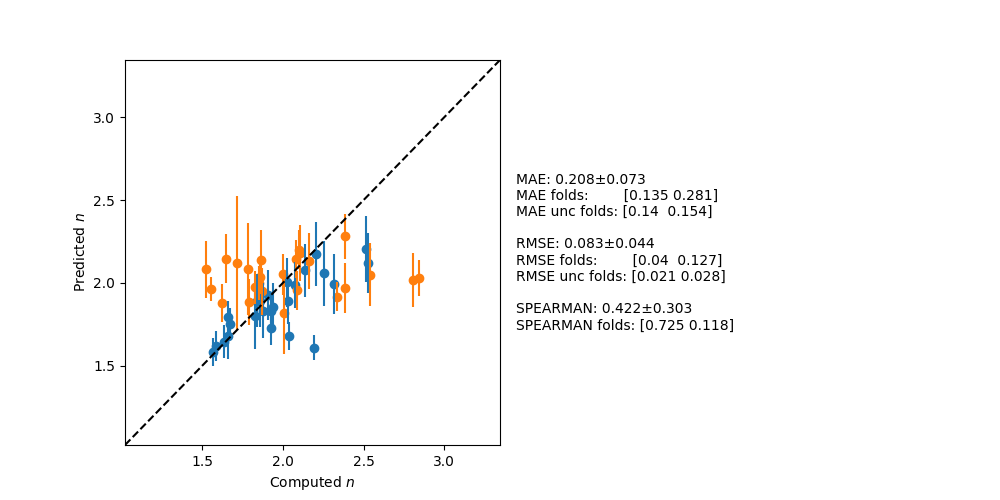 3.0
2.5
2.0
1.5
Predicted n
1.5 2.0 2.5 3.0
Computed n
MAE: 0.208±0.073
MAE folds: [0.135 0.281]
MAE unc folds: [0.14 0.154]
RMSE: 0.083±0.044
RMSE folds: [0.04 0.127]
RMSE unc folds: [0.021 0.028]
SPEARMAN: 0.422±0.303
SPEARMAN folds: [0.725 0.118]